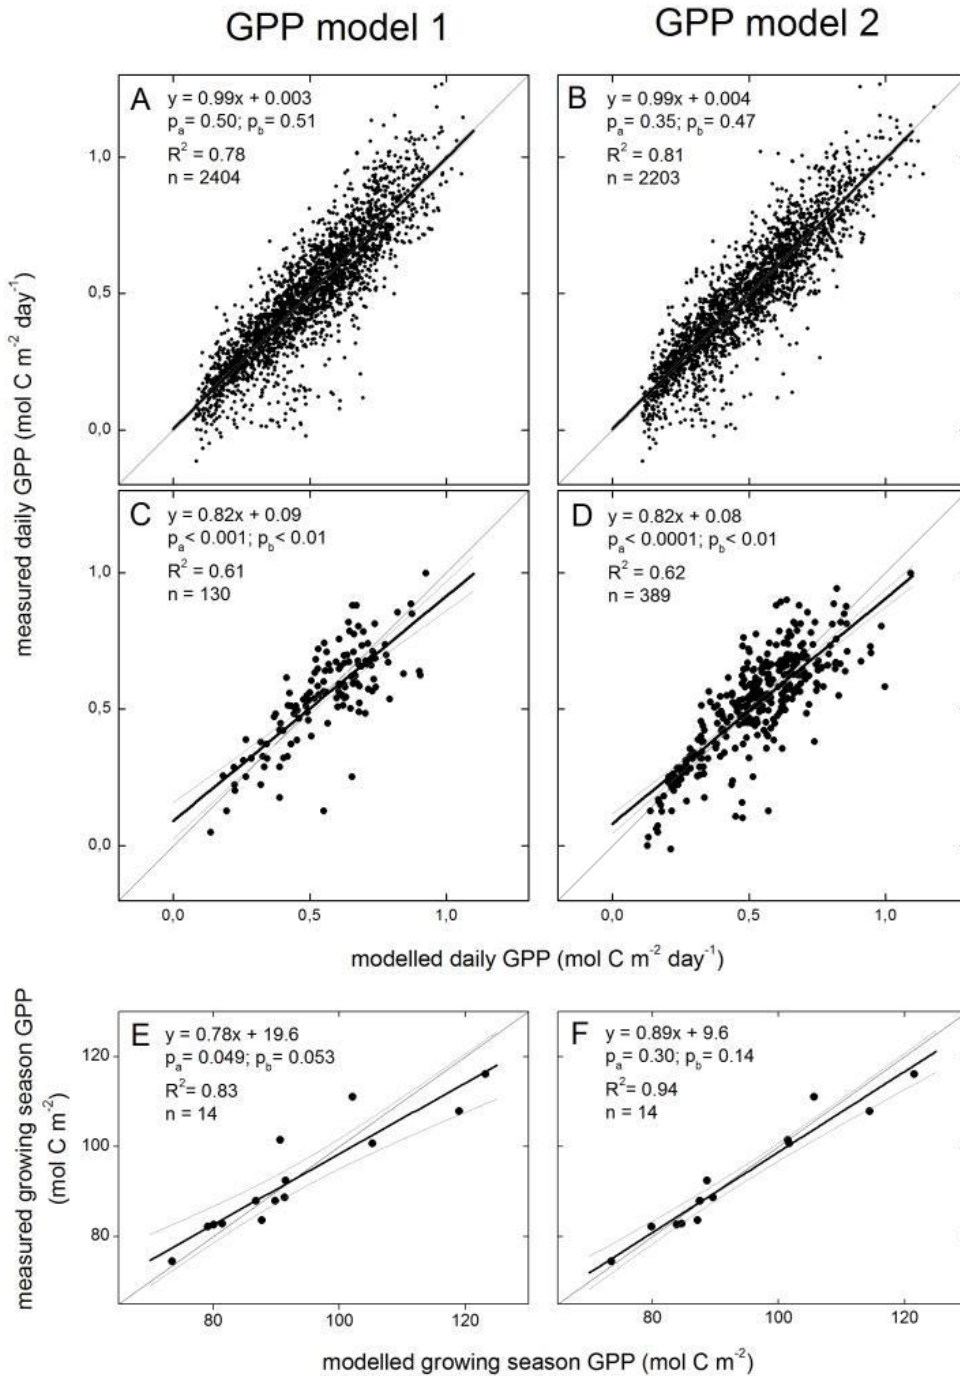 GPP model 1
GPP model 2
A
y = 0.99x + 0.003
pₐ = 0.50; p_b = 0.51
R² = 0.78
n = 2404
B
y = 0.99x + 0.004
pₐ = 0.35; p_b = 0.47
R² = 0.81
n = 2203
1,0
0,5
0,0
measured daily GPP (mol C m⁻² day⁻¹)
C
y = 0.82x + 0.09
pₐ< 0.001; p_b< 0.01
R² = 0.61
n = 130
D
y = 0.82x + 0.08
pₐ< 0.0001; p_b< 0.01
R² = 0.62
n = 389
1,0
0,5
0,0
0,0 0,5 1,0
0,0 0,5 1,0
modelled daily GPP (mol C m⁻² day⁻¹)
E
y = 0.78x + 19.6
pₐ = 0.049; p_b = 0.053
R²= 0.83
n = 14
F
y = 0.89x + 9.6
pₐ = 0.30; p_b = 0.14
R² = 0.94
n = 14
measured growing season GPP
(mol C m⁻²)
120
100
80
80 100 120
80 100 120
modelled growing season GPP (mol C m⁻²)